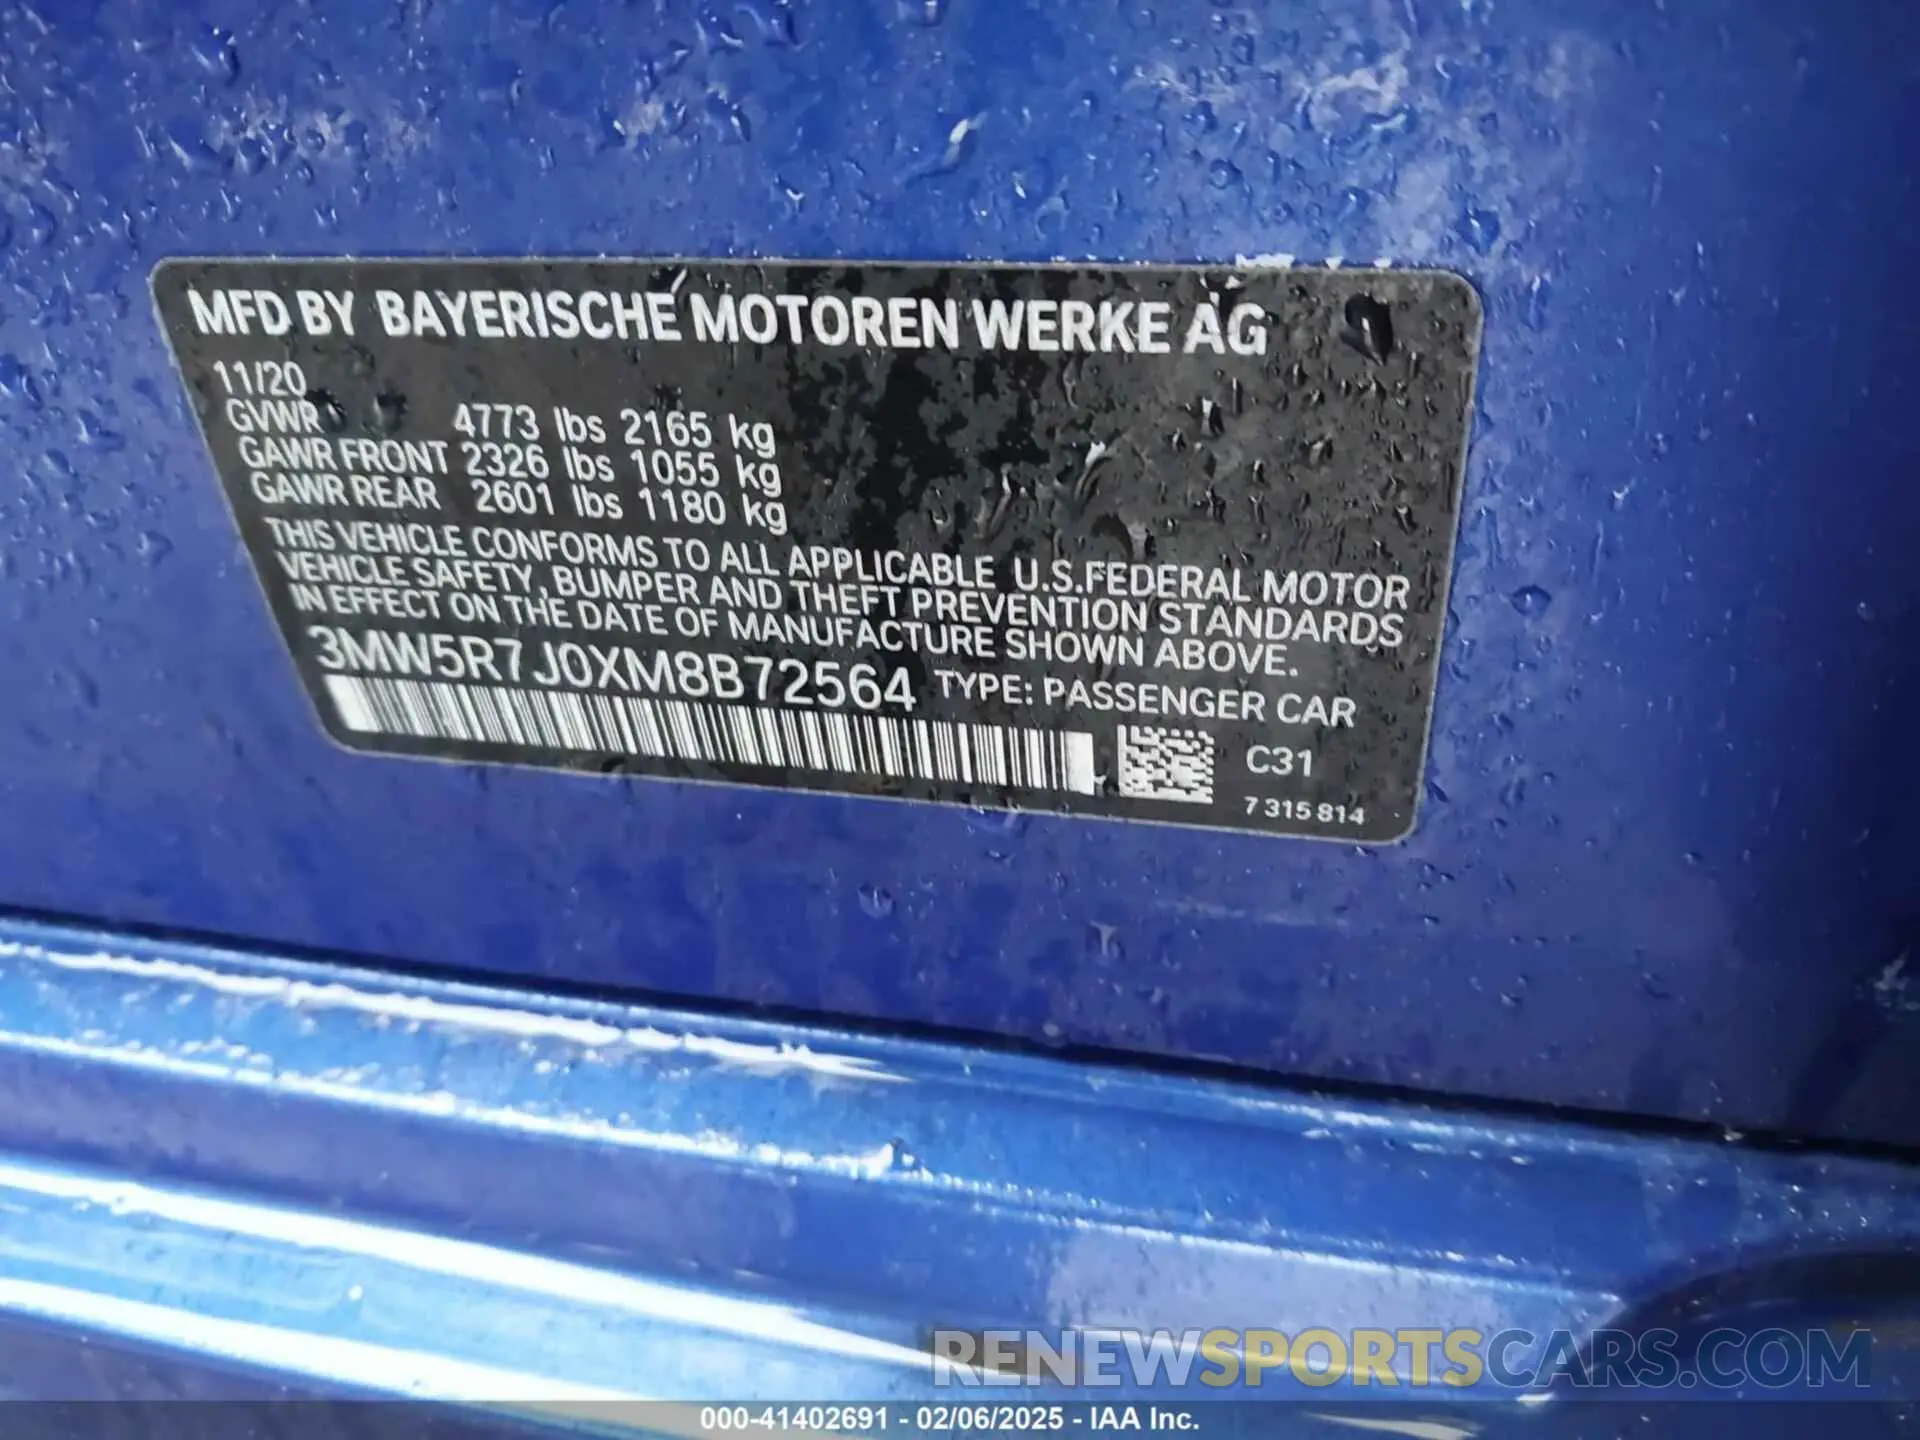 MFD BY BAYERISCHE MOTOREN WERKE AG
11/20
GVWR 4773 lbs 2165 kg
GAWR FRONT 2326 lbs 1055 kg
GAWR REAR 2601 lbs 1180 kg
THIS VEHICLE CONFORMS TO ALL APPLICABLE U.S.FEDERAL MOTOR
VEHICLE SAFETY, BUMPER AND THEFT PREVENTION STANDARDS
IN EFFECT ON THE DATE OF MANUFACTURE SHOWN ABOVE.
3MW5R7J0XM8B72564 TYPE: PASSENGER CAR
C31
7 315 814
RENEWSPORTSCARS.COM
000-41402691 - 02/06/2025 - IAA Inc.